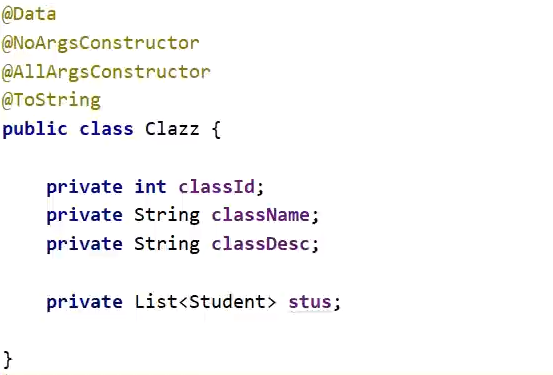 @Data
@NoArgsConstructor
@AllArgsConstructor
@ToString
public class Clazz {
private int classId;
private String className;
private String classDesc;
private List<Student> stus;
}